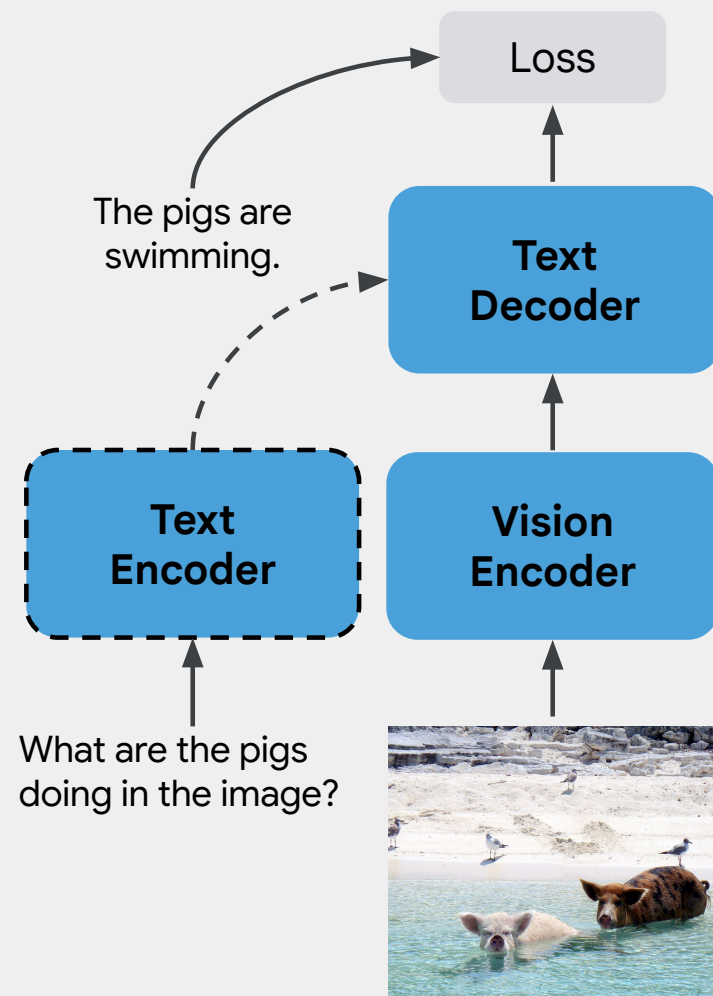 Loss
The pigs are
swimming.
Text
Decoder
Text
Encoder
Vision
Encoder
What are the pigs
doing in the image?